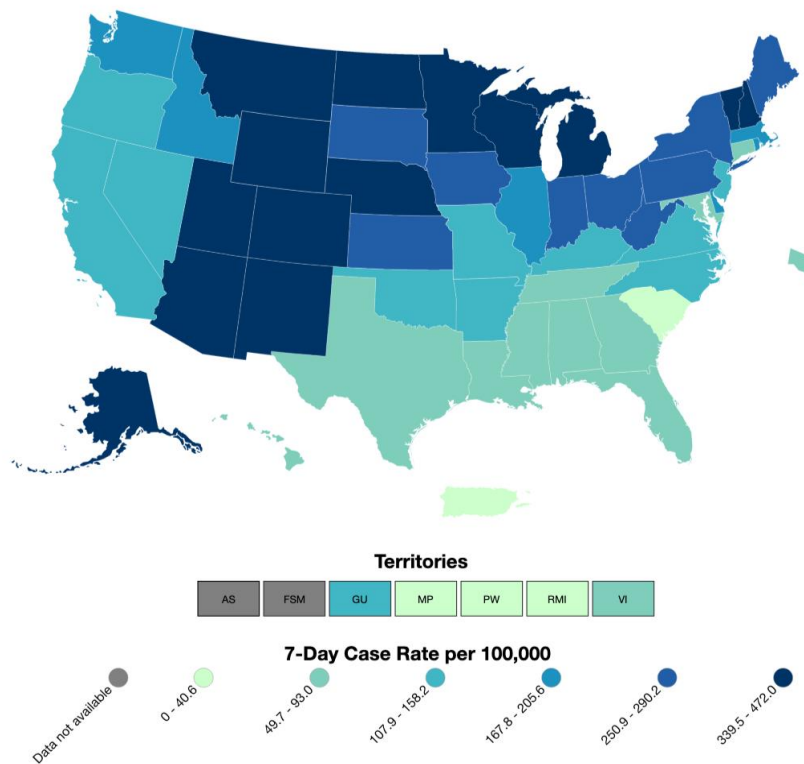 Territories
AS FSM GU MP PW RMI VI
7-Day Case Rate per 100,000
Data not available 0 - 40.6 49.7 - 93.0 107.9 - 158.2 167.8 - 205.6 250.9 - 290.2 339.5 - 472.0